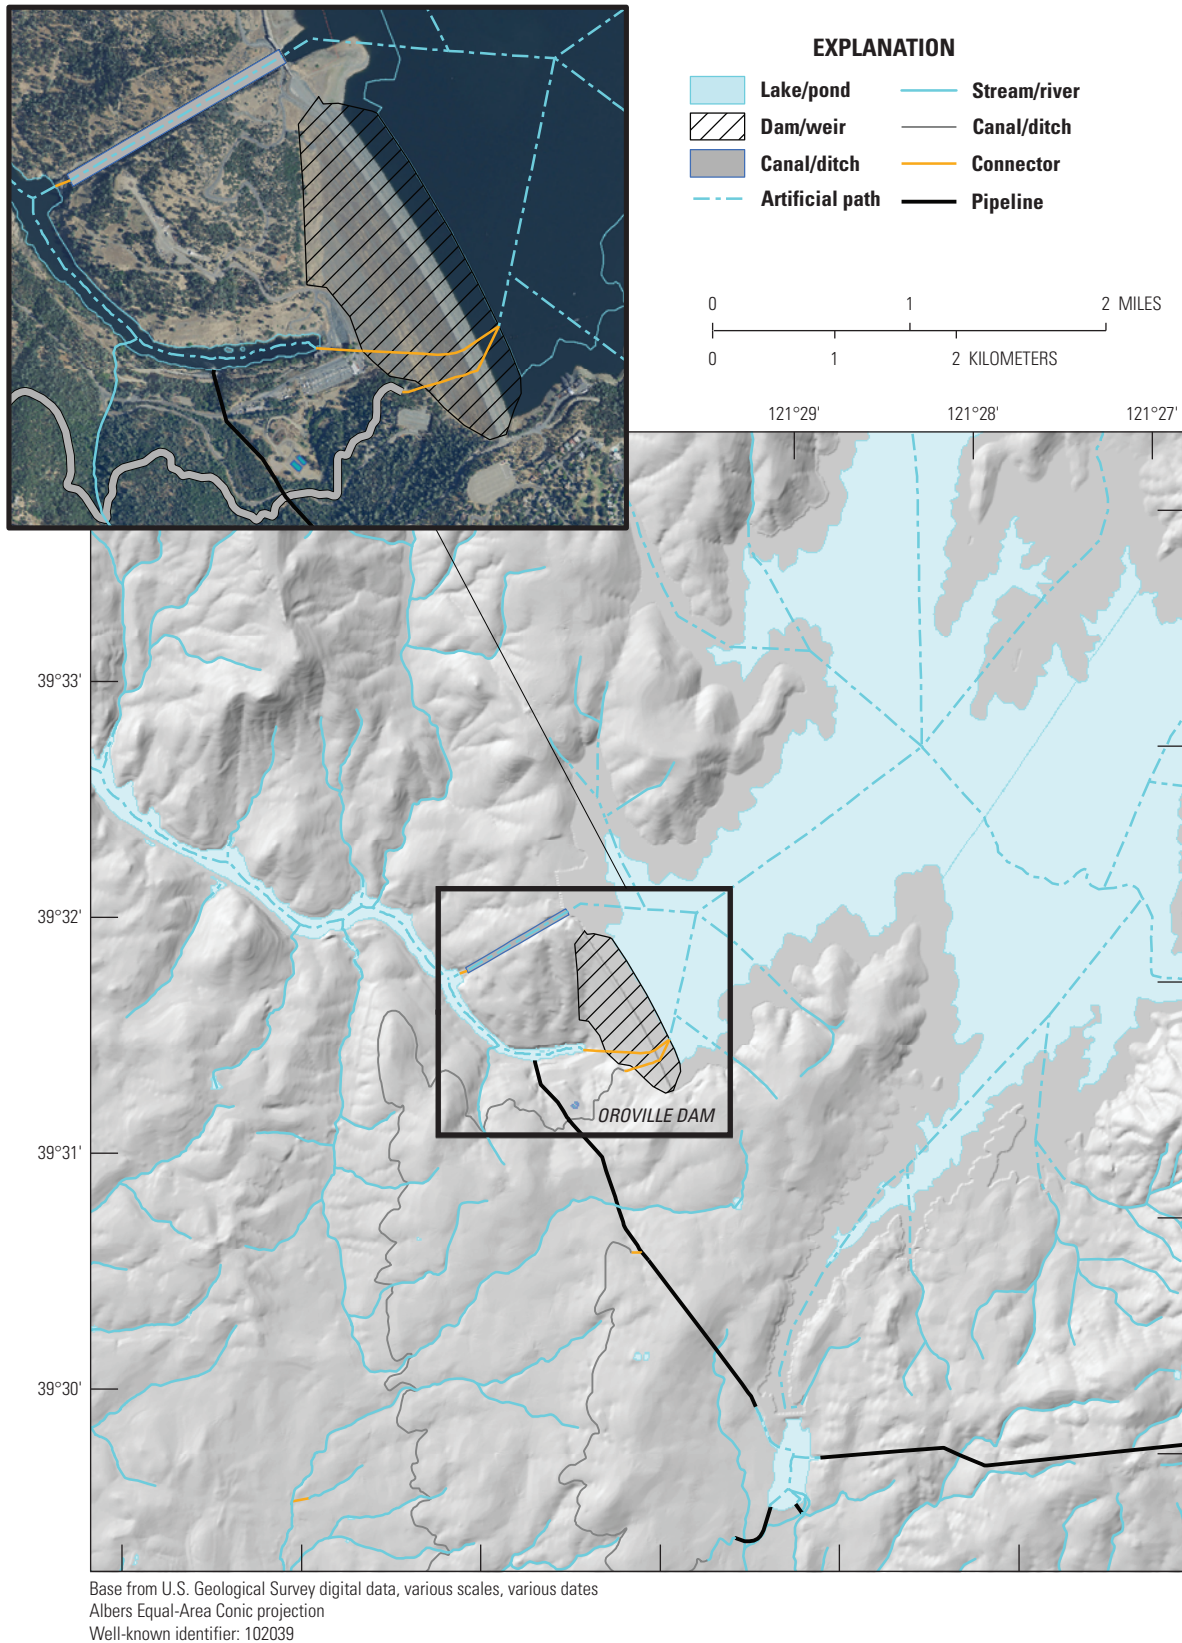 EXPLANATION
Lake/pond
Dam/weir
Canal/ditch
Artificial path
Stream/river
Canal/ditch
Connector
Pipeline
0 1 2 MILES
0 1 2 KILOMETERS
121°29' 121°28' 121°27'
39°33'
39°32'
39°31'
39°30'
OROVILLE DAM
Base from U.S. Geological Survey digital data, various scales, various dates
Albers Equal-Area Conic projection
Well-known identifier: 102039